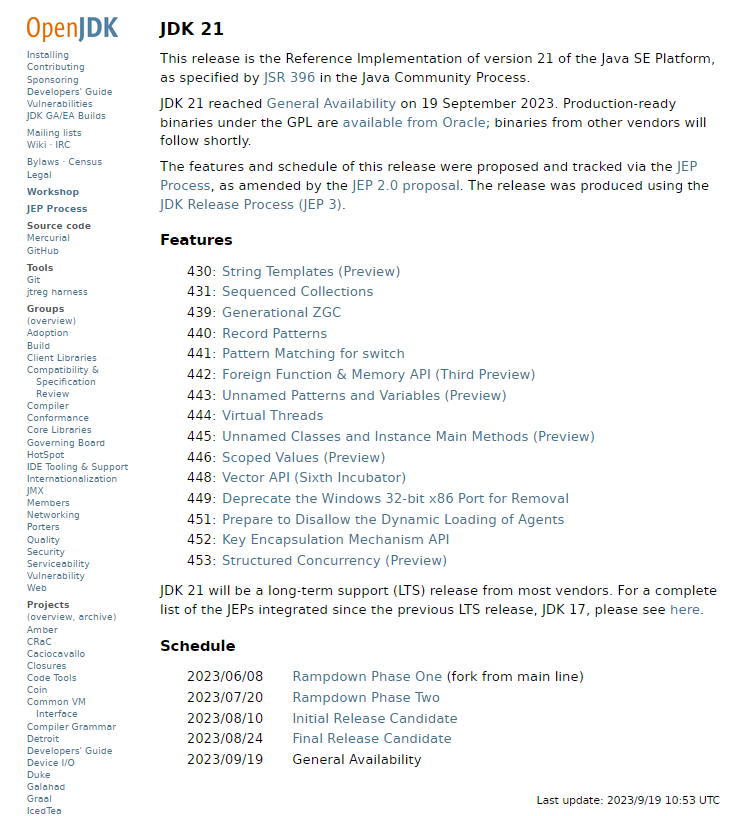 OpenJDK
Installing
Contributing
Sponsoring
Developers' Guide
Vulnerabilities
JDK GA/EA Builds
Mailing lists
Wiki · IRC
Bylaws · Census
Legal
Workshop
JEP Process
Source code
Mercurial
GitHub
Tools
Git
jtreg harness
Groups
(overview)
Adoption
Build
Client Libraries
Compatibility &
Specification
Review
Compiler
Conformance
Core Libraries
Governing Board
HotSpot
IDE Tooling & Support
Internationalization
JMX
Members
Networking
Porters
Quality
Security
Serviceability
Vulnerability
Web
Projects
(overview, archive)
Amber
CRaC
Caciocavallo
Closures
Code Tools
Coin
Common VM
Interface
Compiler Grammar
Detroit
Developers' Guide
Device I/O
Duke
Galahad
Graal
IcedTea
JDK 21
This release is the Reference Implementation of version 21 of the Java SE Platform,
as specified by JSR 396 in the Java Community Process.
JDK 21 reached General Availability on 19 September 2023. Production-ready
binaries under the GPL are available from Oracle; binaries from other vendors will
follow shortly.
The features and schedule of this release were proposed and tracked via the JEP
Process, as amended by the JEP 2.0 proposal. The release was produced using the
JDK Release Process (JEP 3).
Features
430: String Templates (Preview)
431: Sequenced Collections
439: Generational ZGC
440: Record Patterns
441: Pattern Matching for switch
442: Foreign Function & Memory API (Third Preview)
443: Unnamed Patterns and Variables (Preview)
444: Virtual Threads
445: Unnamed Classes and Instance Main Methods (Preview)
446: Scoped Values (Preview)
448: Vector API (Sixth Incubator)
449: Deprecate the Windows 32-bit x86 Port for Removal
451: Prepare to Disallow the Dynamic Loading of Agents
452: Key Encapsulation Mechanism API
453: Structured Concurrency (Preview)
JDK 21 will be a long-term support (LTS) release from most vendors. For a complete
list of the JEPs integrated since the previous LTS release, JDK 17, please see here.
Schedule
2023/06/08 Rampdown Phase One (fork from main line)
2023/07/20 Rampdown Phase Two
2023/08/10 Initial Release Candidate
2023/08/24 Final Release Candidate
2023/09/19 General Availability
Last update: 2023/9/19 10:53 UTC